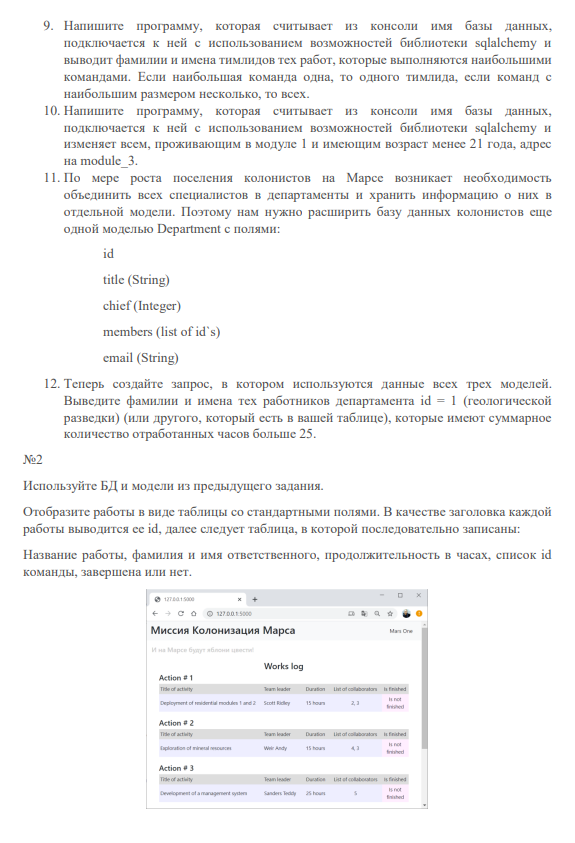 9. Напишите программу, которая считывает из консоли имя базы данных,
подключается к ней с использованием возможностей библиотеки sqlalchemy и
выводит фамилии и имена тимлидов тех работ, которые выполняются наибольшими
командами. Если наибольшая команда одна, то одного тимлида, если команд с
наибольшим размером несколько, то всех.
10. Напишите программу, которая считывает из консоли имя базы данных,
подключается к ней с использованием возможностей библиотеки sqlalchemy и
изменяет всем, проживающим в модуле 1 и имеющим возраст менее 21 года, адрес
на module_3.
11. По мере роста поселения колонистов на Марсе возникает необходимость
объединить всех специалистов в департаменты и хранить информацию о них в
отдельной модели. Поэтому нам нужно расширить базу данных колонистов еще
одной моделью Department с полями:
id
title (String)
chief (Integer)
members (list of id`s)
email (String)
12. Теперь создайте запрос, в котором используются данные всех трех моделей.
Выведите фамилии и имена тех работников департамента id = 1 (геологической
разведки) (или другого, который есть в вашей таблице), которые имеют суммарное
количество отработанных часов больше 25.
№2
Используйте БД и модели из предыдущего задания.
Отобразите работы в виде таблицы со стандартными полями. В качестве заголовка каждой
работы выводится ее id, далее следует таблица, в которой последовательно записаны:
Название работы, фамилия и имя ответственного, продолжительность в часах, список id
команды, завершена или нет.
127.0.0.1:5000
127.0.0.1:5000
Миссия Колонизация Марса Mars One
И на Марсе будут яблони цвести!
Works log
Action # 1
Title of activity Team leader Duration List of collaborators Is finished
Deployment of residential modules 1 and 2 Scott Ridley 15 hours 2, 3 Is not
finished
Action # 2
Title of activity Team leader Duration List of collaborators Is finished
Exploration of mineral resources Weir Andy 15 hours 4, 3 Is not
finished
Action # 3
Title of activity Team leader Duration List of collaborators Is finished
Development of a management system Sanders Teddy 25 hours 5 Is not
finished